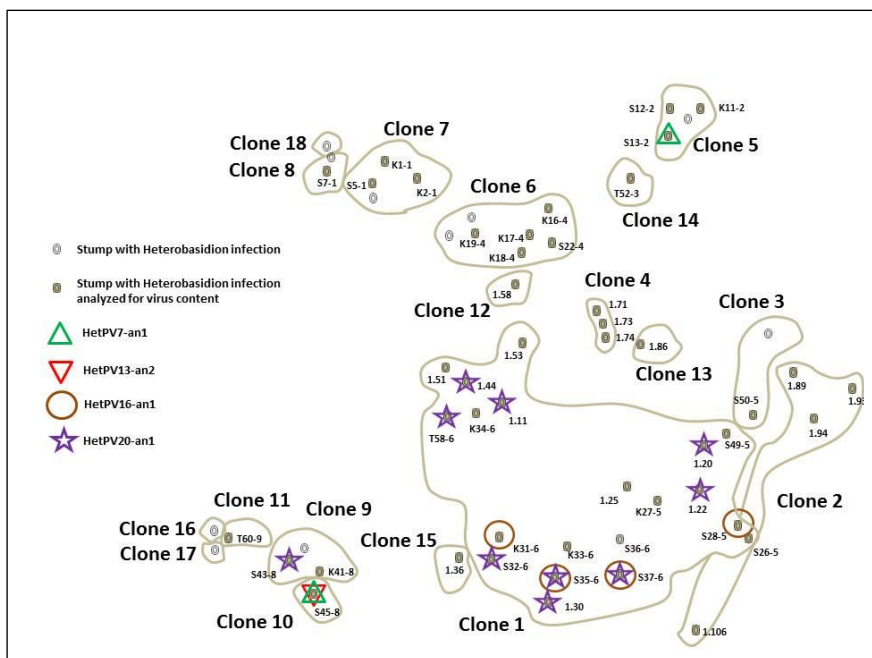 S12-2
K11-2
Clone 7
S13-2
Clone 5
Clone 18
K1-1
Clone 8
S7-1
S5-1
K2-1
Clone 6
T52-3
K16-4
Clone 14
K19-4
K17-4
S22-4
K18-4
Stump with Heterobasidion infection
Stump with Heterobasidion infection
analyzed for virus content
Clone 4
Clone 3
1.58
Clone 12
1.71
1.73
1.74
1.86
Clone 13
HetPV7-an1
HetPV13-an2
HetPV16-an1
HetPV20-an1
1.53
1.51
1.44
1.89
1.11
S50-5
K34-6
T58-6
1.94
S49-5
1.20
1.25
1.22
K27-5
Clone 2
Clone 11
Clone 9
Clone 16
T60-9
Clone 15
S28-5
Clone 17
K31-6
K33-6
S36-6
S26-5
S43-8
K41-8
1.36
S32-6
S35-6
S37-6
1.30
Clone 10
S45-8
Clone 1
1.106